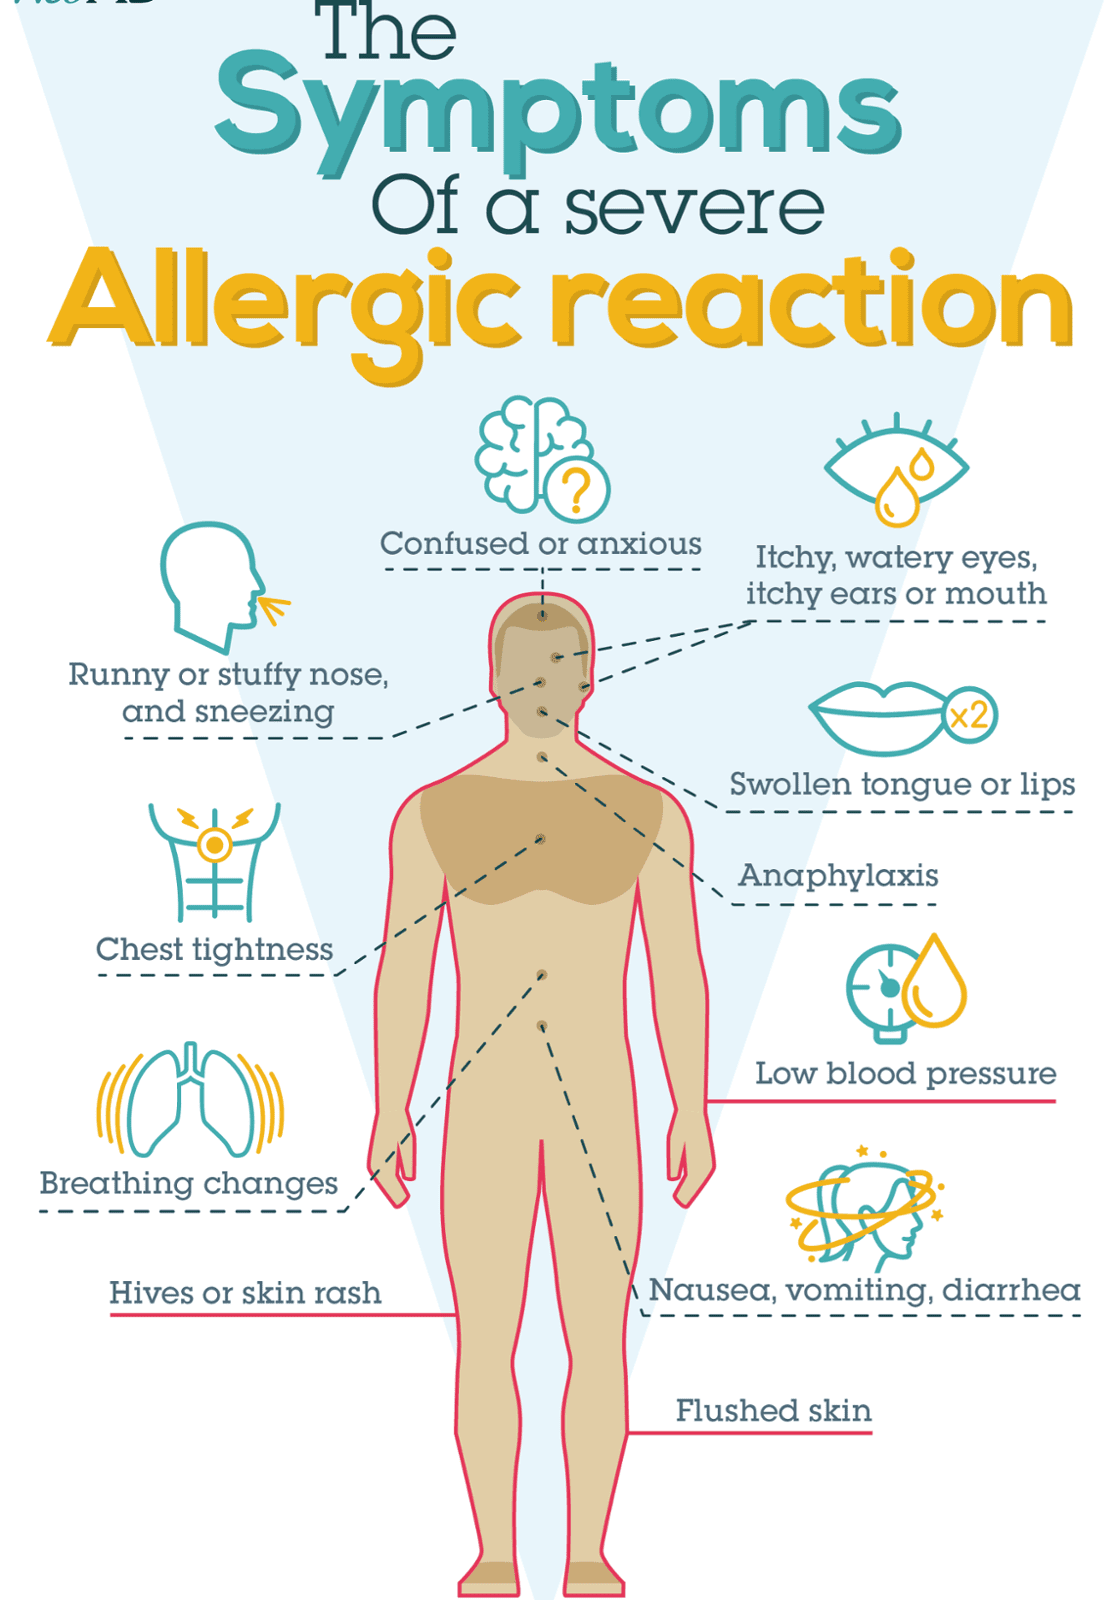 The
Symptoms
Of a severe
Allergic reaction
?
Confused or anxious
Itchy, watery eyes,
itchy ears or mouth
Runny or stuffy nose,
and sneezing
x2
Swollen tongue or lips
Anaphylaxis
Chest tightness
Low blood pressure
Breathing changes
Hives or skin rash
Nausea, vomiting, diarrhea
Flushed skin